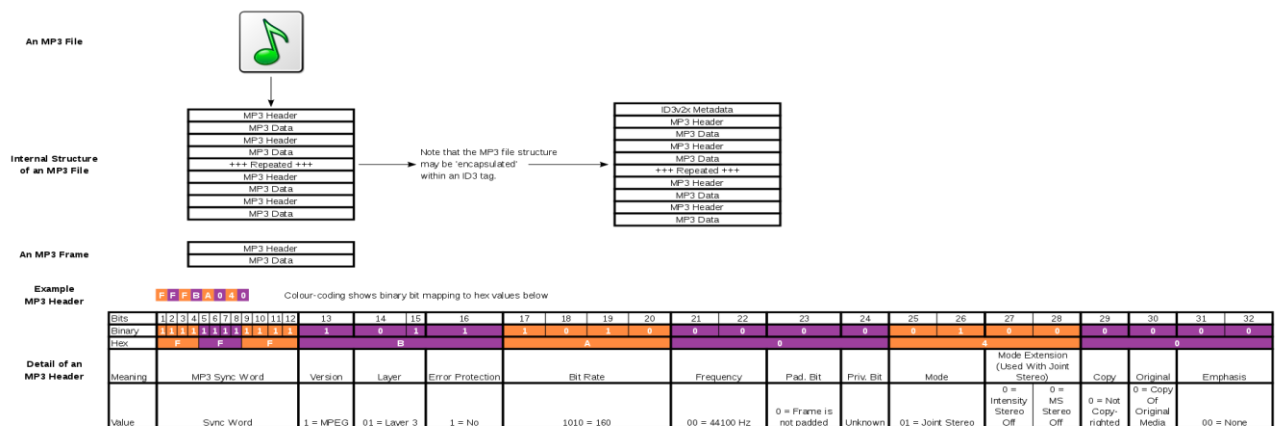 An MP3 File
Internal Structure
of an MP3 File
MP3 Header
MP3 Data
MP3 Header
MP3 Data
+++ Repeated +++
MP3 Header
MP3 Data
MP3 Header
MP3 Data
Note that the MP3 file structure
may be 'encapsulated'
within an ID3 tag.
ID3v2x Metadata
MP3 Header
MP3 Data
MP3 Header
MP3 Data
+++ Repeated +++
MP3 Header
MP3 Data
MP3 Header
MP3 Data
An MP3 Frame
MP3 Header
MP3 Data
Example
MP3 Header
F F F B A 0 4 0
Colour-coding shows binary bit mapping to hex values below
Detail of an
MP3 Header
Bits 1 2 3 4 5 6 7 8 9 10 11 12 13 14 15 16 17 18 19 20 21 22 23 24 25 26 27 28 29 30 31 32
Binary 1 1 1 1 1 1 1 1 1 1 1 1 1 0 1 1 1 0 1 0 0 0 0 0 0 1 0 0 0 0 0 0
Hex F F F B A 0 4 0
Meaning
MP3 Sync Word
Version
Layer
Error Protection
Bit Rate
Frequency
Pad. Bit
Priv. Bit
Mode
Mode Extension
(Used With Joint
Stereo)
Copy
Original
Emphasis
Value
Sync Word
1 = MPEG
01 = Layer 3
1 = No
1010 = 160
00 = 44100 Hz
0 = Frame is
not padded
Unknown
01 = Joint Stereo
0 =
Intensity
Stereo
Off
0 =
MS
Stereo
Off
0 = Not
Copy-
righted
0 = Copy
Of
Original
Media
00 = None